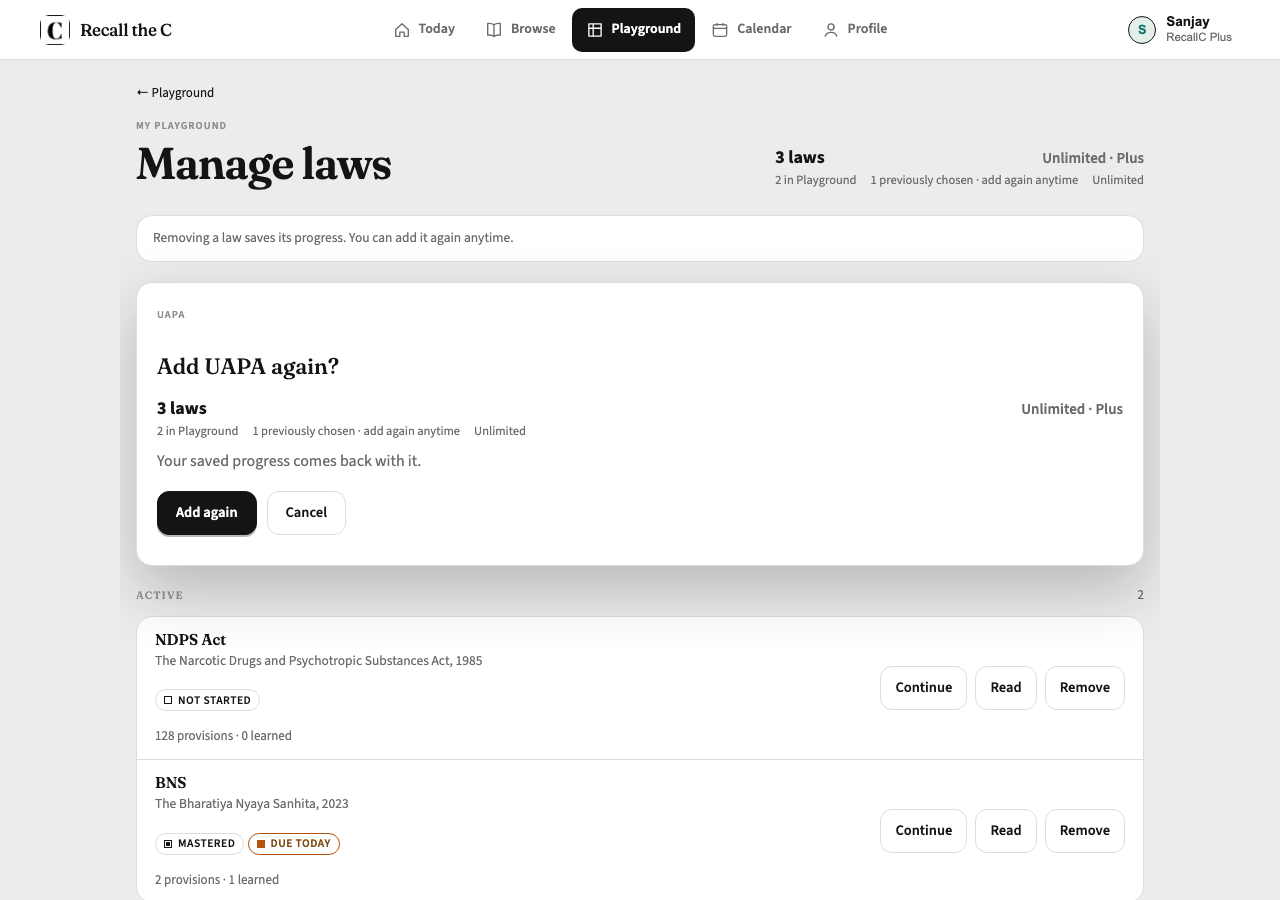 C Recall the C
Today Browse Playground Calendar Profile
S Sanjay
RecallC Plus
← Playground
MY PLAYGROUND
Manage laws
3 laws Unlimited · Plus
2 in Playground 1 previously chosen · add again anytime Unlimited
Removing a law saves its progress. You can add it again anytime.
UAPA
Add UAPA again?
3 laws Unlimited · Plus
2 in Playground 1 previously chosen · add again anytime Unlimited
Your saved progress comes back with it.
Add again Cancel
ACTIVE 2
NDPS Act
The Narcotic Drugs and Psychotropic Substances Act, 1985
NOT STARTED
128 provisions · 0 learned
Continue Read Remove
BNS
The Bharatiya Nyaya Sanhita, 2023
MASTERED DUE TODAY
2 provisions · 1 learned
Continue Read Remove